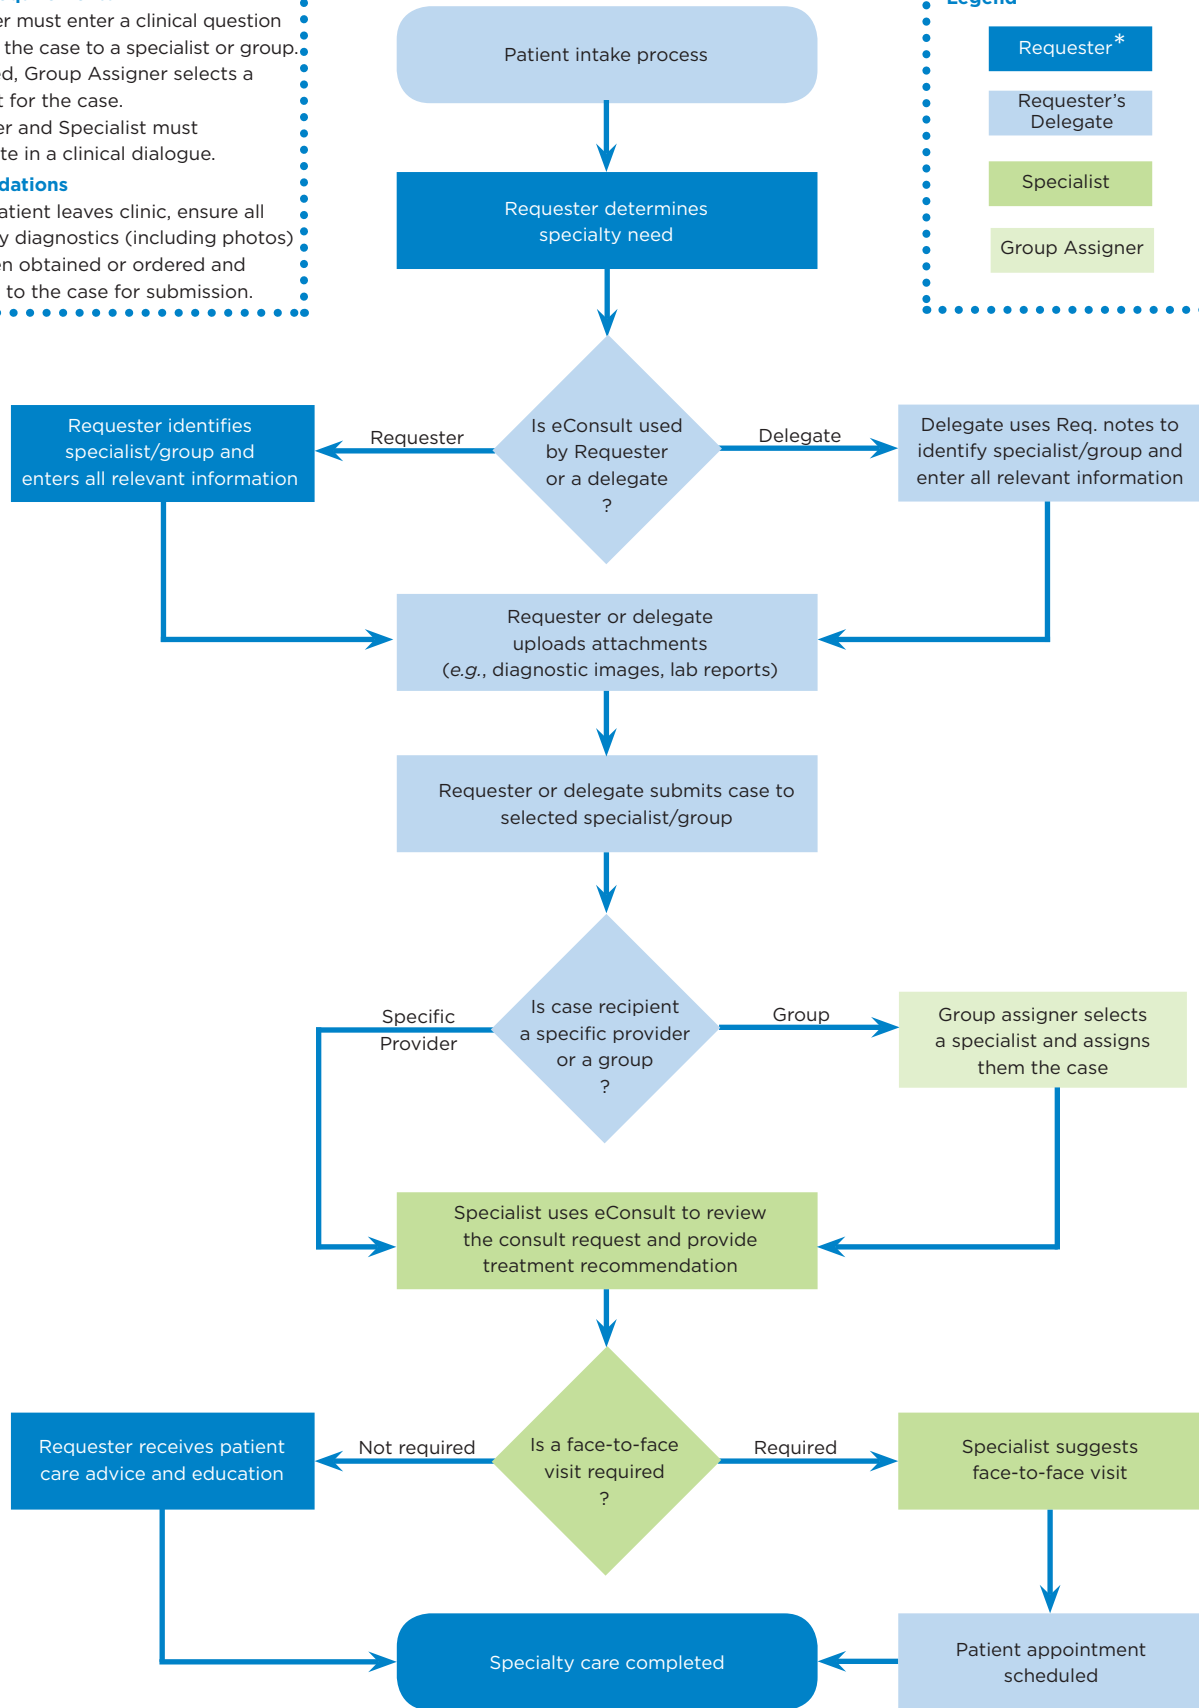 er must enter a clinical question
the case to a specialist or group.
ed, Group Assigner selects a
t for the case.
er and Specialist must
te in a clinical dialogue.
dations
atient leaves clinic, ensure all
y diagnostics (including photos)
en obtained or ordered and
to the case for submission.
Legend
Requester*
Requester’s
Delegate
Specialist
Group Assigner
Patient intake process
Requester determines
specialty need
Is eConsult used
by Requester
or a delegate
?
Requester
Delegate
Requester identifies
specialist/group and
enters all relevant information
Delegate uses Req. notes to
identify specialist/group and
enter all relevant information
Requester or delegate
uploads attachments
(e.g., diagnostic images, lab reports)
Requester or delegate submits case to
selected specialist/group
Is case recipient
a specific provider
or a group
?
Specific
Provider
Group
Group assigner selects
a specialist and assigns
them the case
Specialist uses eConsult to review
the consult request and provide
treatment recommendation
Is a face-to-face
visit required
?
Not required
Required
Requester receives patient
care advice and education
Specialist suggests
face-to-face visit
Patient appointment
scheduled
Specialty care completed